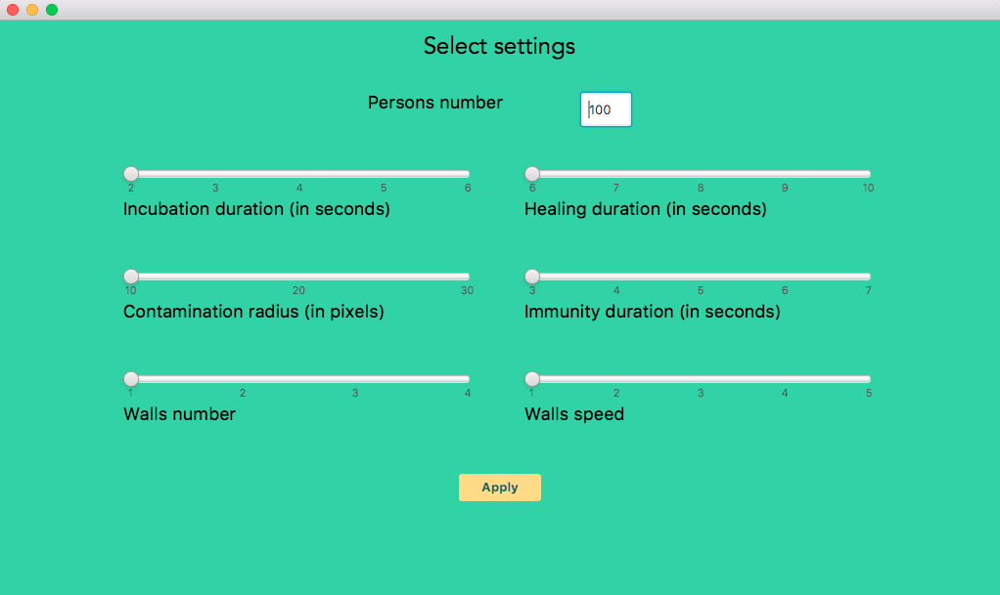 Select settings
Persons number 100
2 3 4 5 6
Incubation duration (in seconds)
6 7 8 9 10
Healing duration (in seconds)
10 20 30
Contamination radius (in pixels)
3 4 5 6 7
Immunity duration (in seconds)
1 2 3 4
Walls number
1 2 3 4 5
Walls speed
Apply